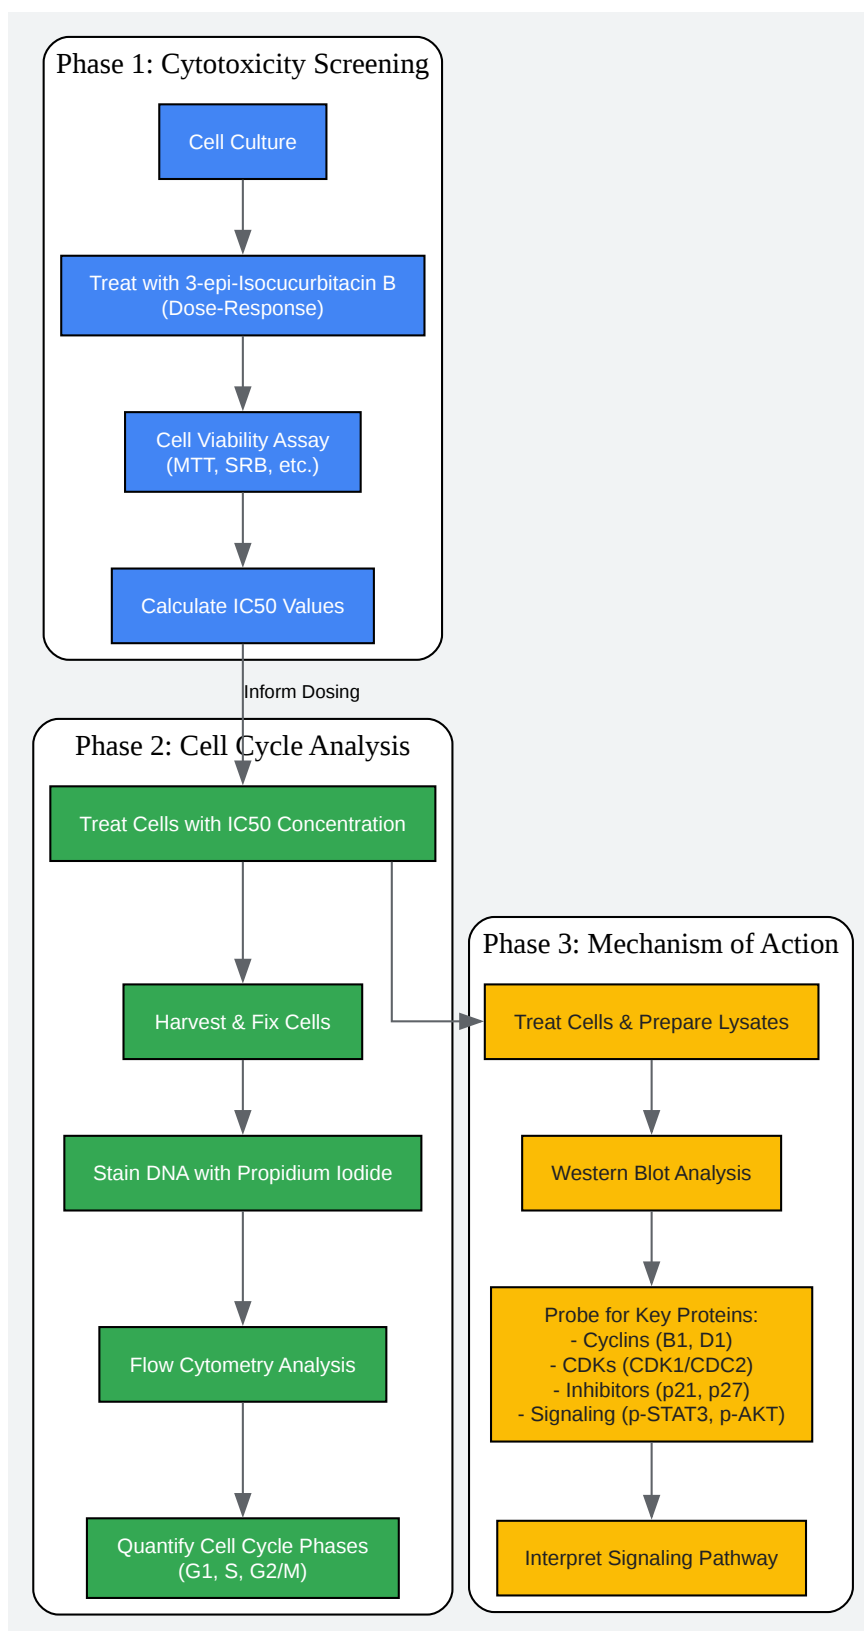 Phase 1: Cytotoxicity Screening
Cell Culture
Treat with 3-epi-Isocucurbitacin B
(Dose-Response)
Cell Viability Assay
(MTT, SRB, etc.)
Calculate IC50 Values
Inform Dosing
Phase 2: Cell Cycle Analysis
Treat Cells with IC50 Concentration
Harvest & Fix Cells
Stain DNA with Propidium Iodide
Flow Cytometry Analysis
Quantify Cell Cycle Phases
(G1, S, G2/M)
Phase 3: Mechanism of Action
Treat Cells & Prepare Lysates
Western Blot Analysis
Probe for Key Proteins:
- Cyclins (B1, D1)
- CDKs (CDK1/CDC2)
- Inhibitors (p21, p27)
- Signaling (p-STAT3, p-AKT)
Interpret Signaling Pathway